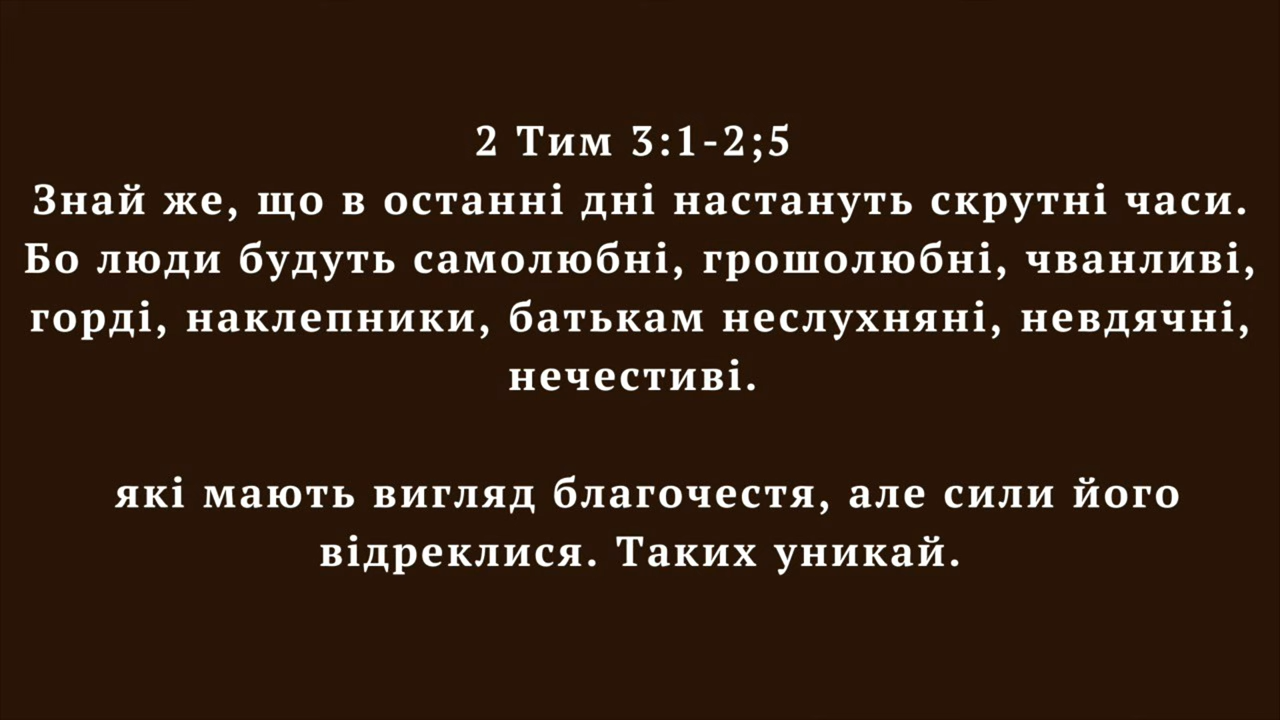 2 Тим 3:1-2;5
Знай же, що в останні дні настануть скрутні часи.
Бо люди будуть самолюбні, грошолюбні, чванливі,
горді, наклепники, батькам неслухняні, невдячні,
нечестиві.
які мають вигляд благочестя, але сили його
відреклися. Таких уникай.